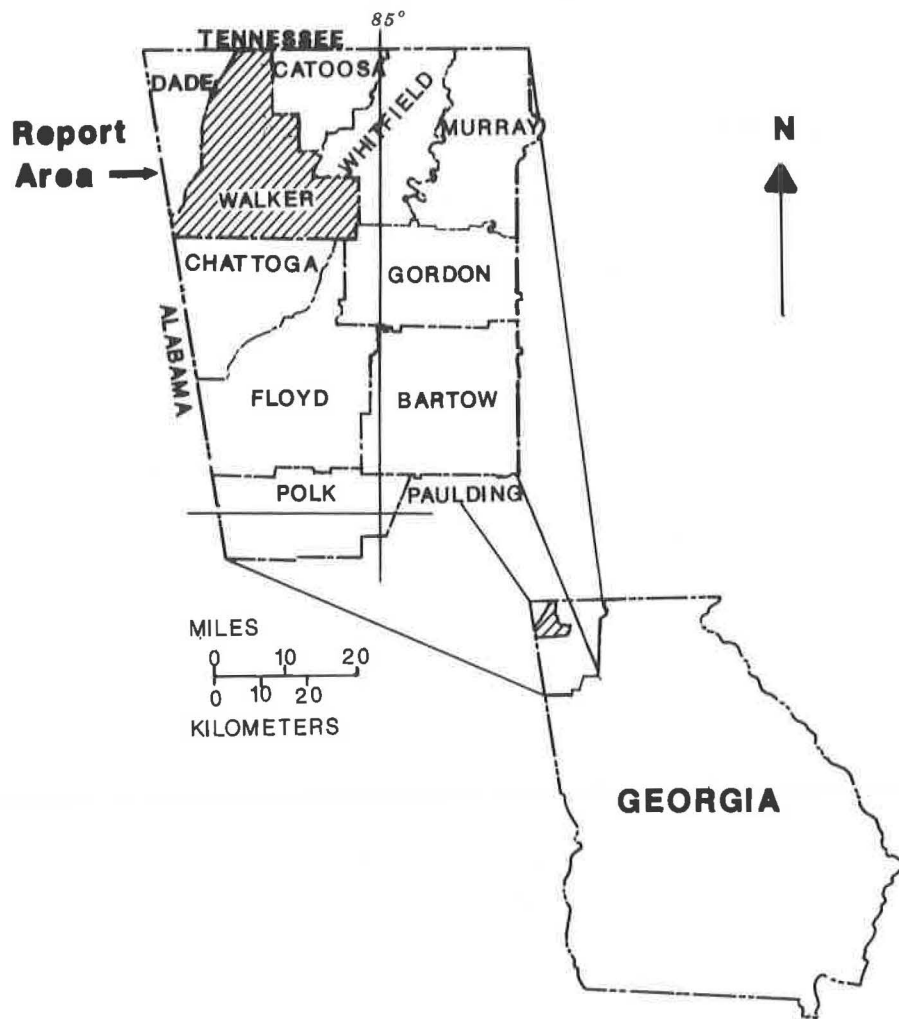 85°
TENNESSEE
DADE
CATOOSA
WHITFIELD
MURRAY
Report
Area
N
WALKER
CHATTOGA
GORDON
ALABAMA
FLOYD
BARTOW
POLK
PAULDING
MILES
0 10 20
0 10 20
KILOMETERS
GEORGIA